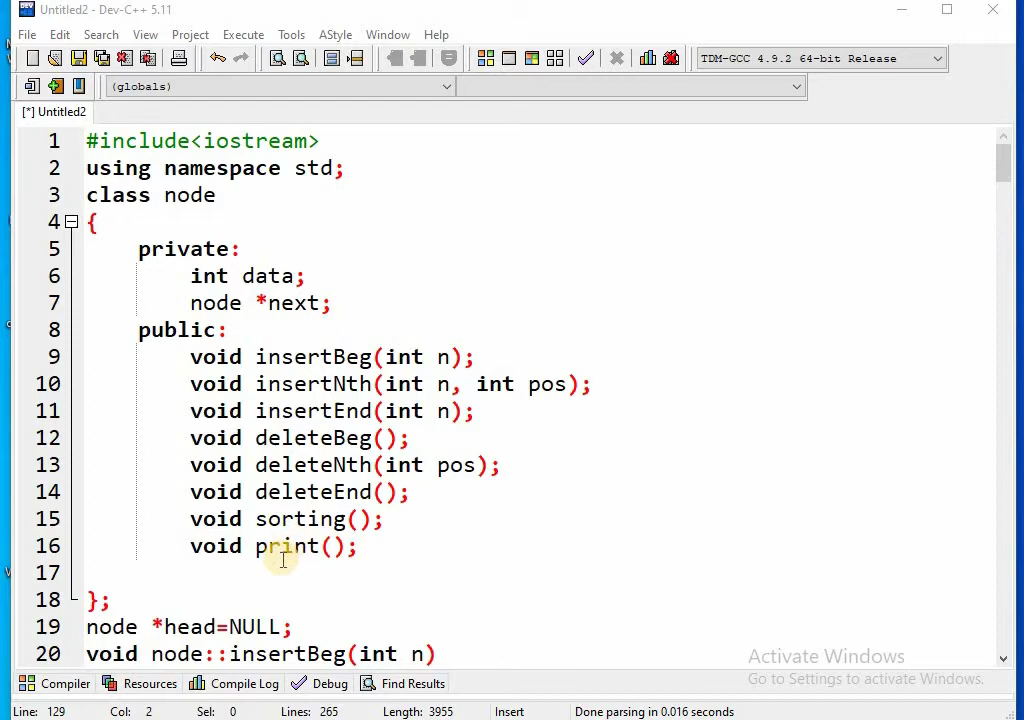 Untitled2 - Dev-C++ 5.11
File Edit Search View Project Execute Tools AStyle Window Help
TDM-GCC 4.9.2 64-bit Release
(globals)
[*] Untitled2
1 #include<iostream>
2 using namespace std;
3 class node
4 {
5 private:
6 int data;
7 node *next;
8 public:
9 void insertBeg(int n);
10 void insertNth(int n, int pos);
11 void insertEnd(int n);
12 void deleteBeg();
13 void deleteNth(int pos);
14 void deleteEnd();
15 void sorting();
16 void print();
17
18 };
19 node *head=NULL;
20 void node::insertBeg(int n)
Activate Windows
Go to Settings to activate Windows.
Compiler Resources Compile Log Debug Find Results
Line: 129 Col: 2 Sel: 0 Lines: 265 Length: 3955 Insert Done parsing in 0.016 seconds